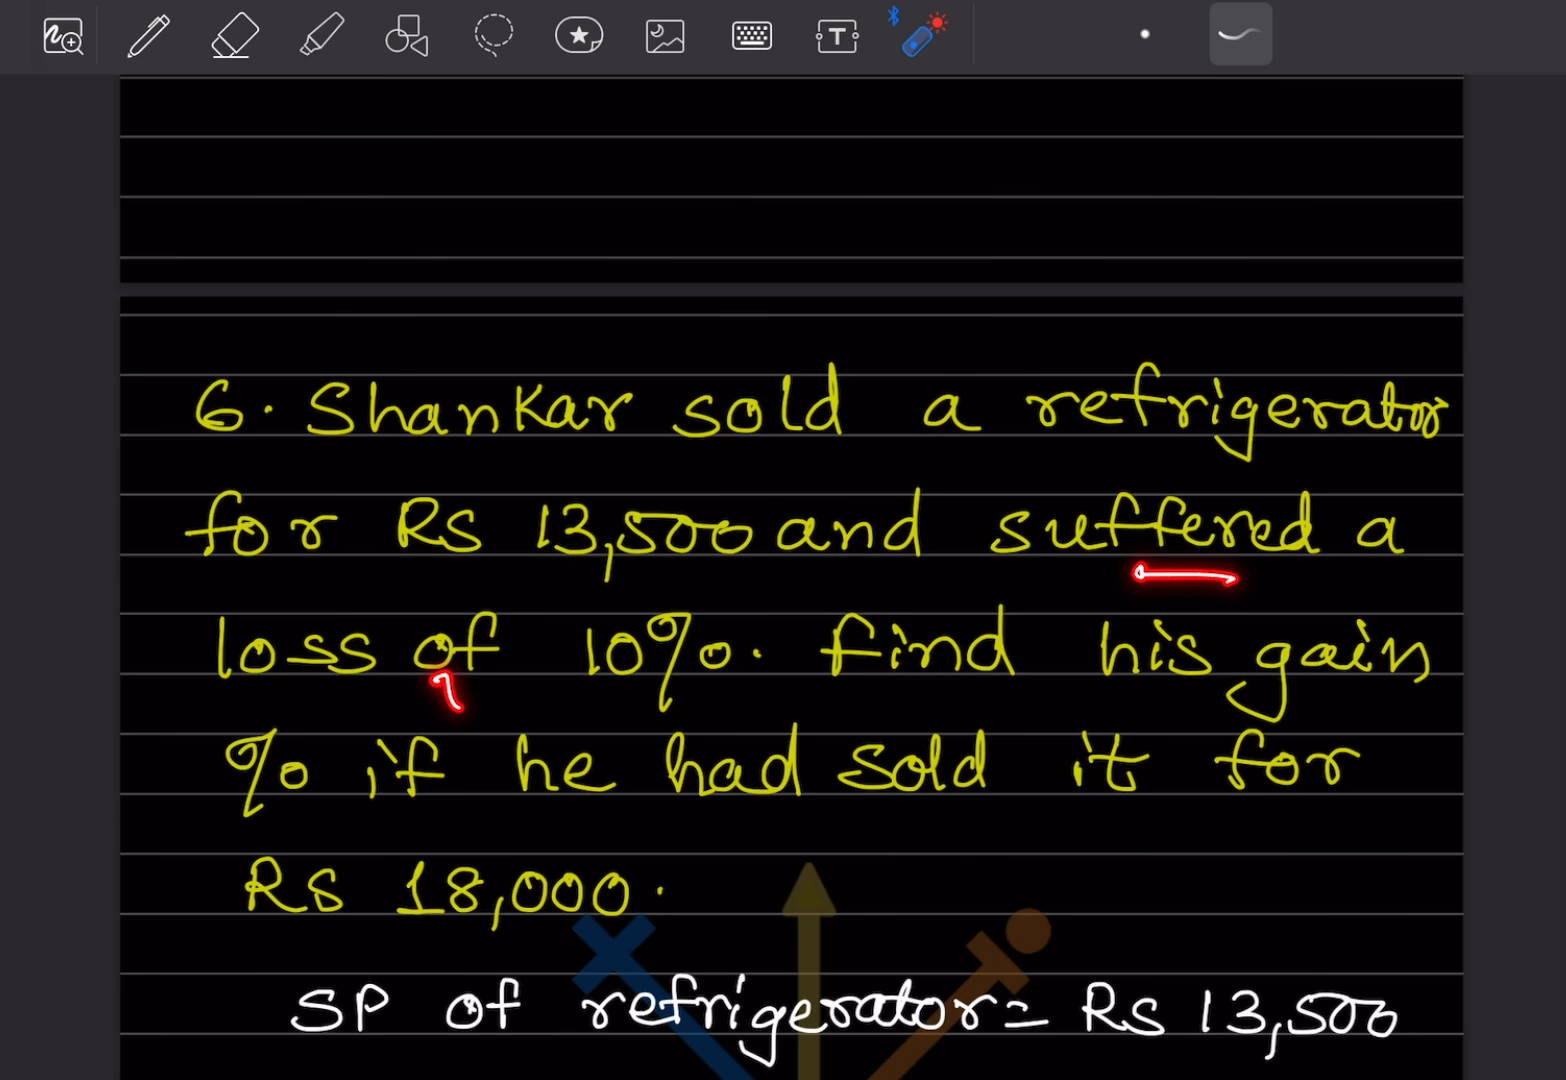 6. Shankar sold a refrigerator
for Rs 13,500 and suffered a
loss of 10%. find his gain
% if he had sold it for
Rs 18,000.
SP of refrigerator = Rs 13,500